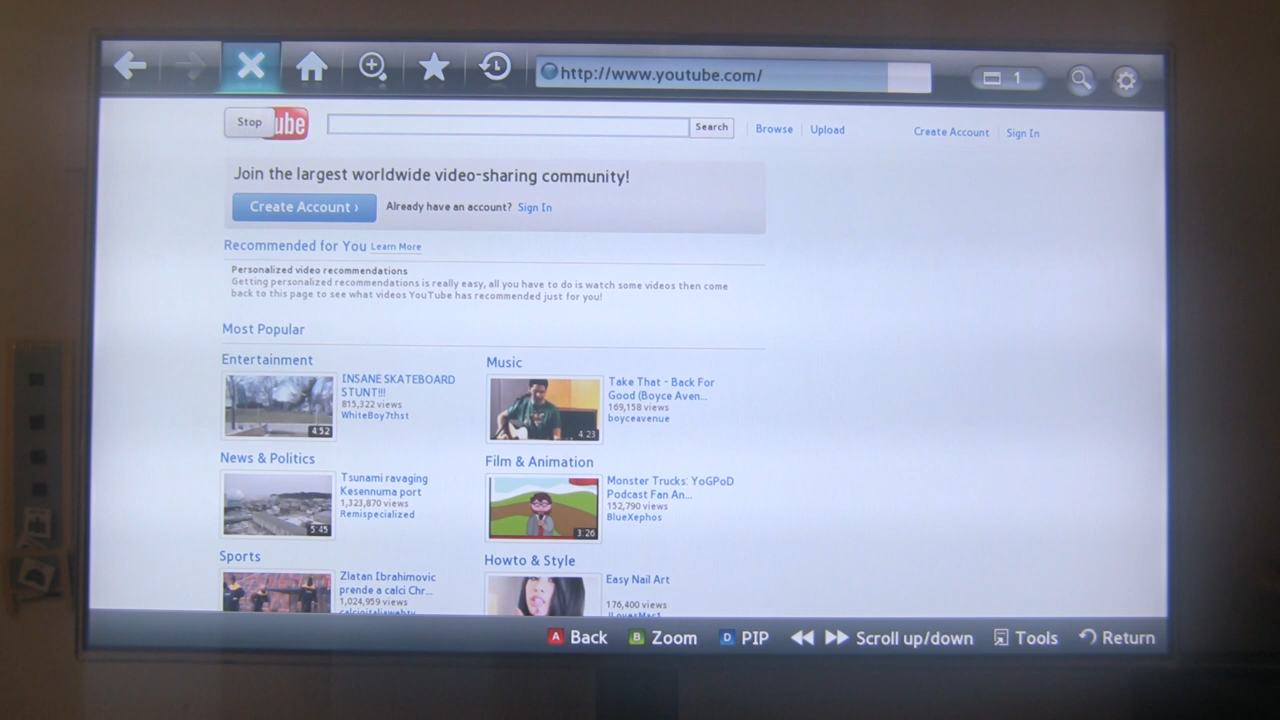 http://www.youtube.com/
1
Stop
ube
Search
Browse
Upload
Create Account
Sign In
Join the largest worldwide video-sharing community!
Create Account ›
Already have an account? Sign In
Recommended for You Learn More
Personalized video recommendations
Getting personalized recommendations is really easy, all you have to do is watch some videos then come
back to this page to see what videos YouTube has recommended just for you!
Most Popular
Entertainment
INSANE SKATEBOARD
STUNT!!!
815,322 views
WhiteBoy7thst
4:52
Music
Take That - Back For
Good (Boyce Aven...
169,158 views
boyceavenue
4:23
News & Politics
Tsunami ravaging
Kesennuma port
1,323,870 views
Remispecialized
5:45
Film & Animation
Monster Trucks: YoGPoD
Podcast Fan An...
152,790 views
BlueXephos
3:26
Sports
Zlatan Ibrahimovic
prende a calci Chr...
1,024,959 views
Howto & Style
Easy Nail Art
176,400 views
A Back
B Zoom
D PIP
Scroll up/down
Tools
Return